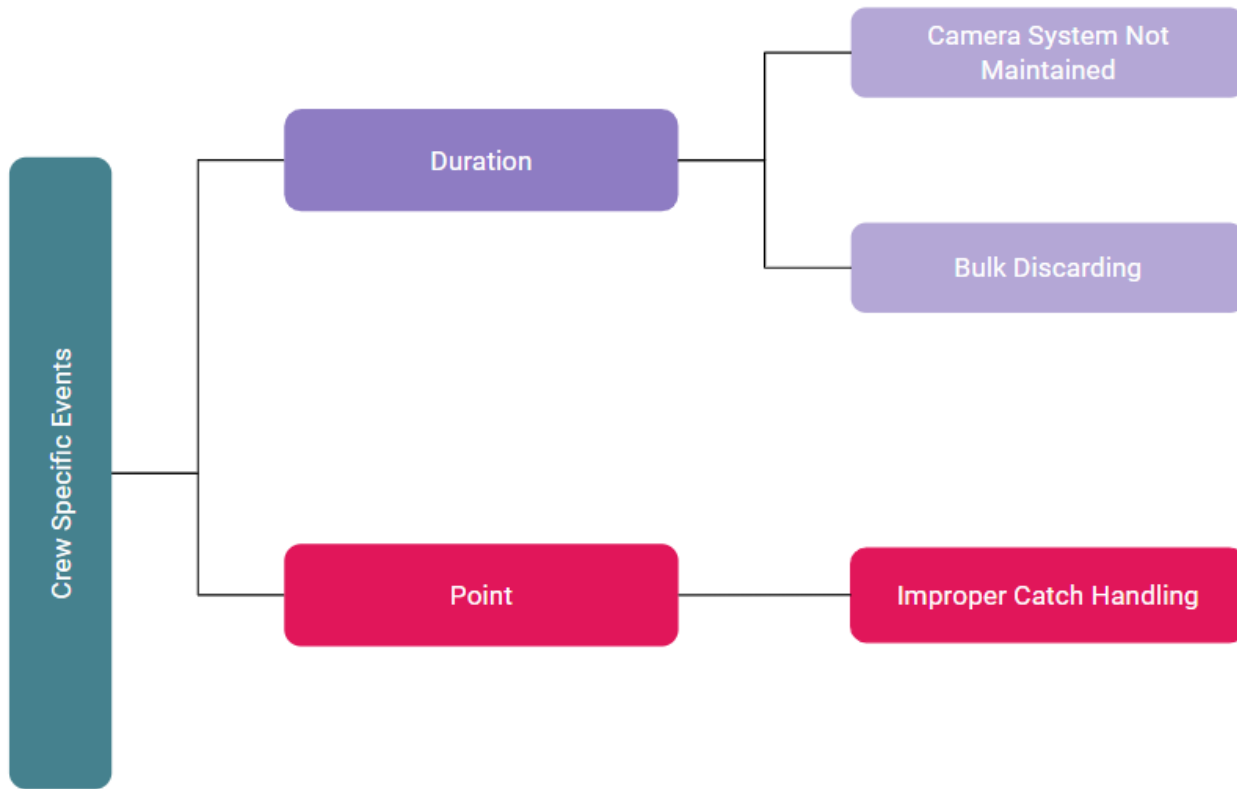 Crew Specific Events
Duration
Camera System Not
Maintained
Bulk Discarding
Point
Improper Catch Handling